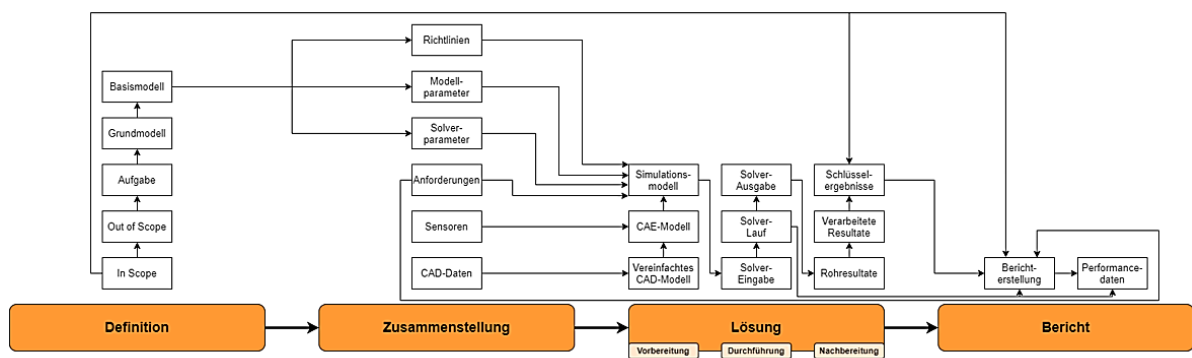 Richtlinien
Basismodell
Modell-
parameter
Grundmodell
Solver-
parameter
Aufgabe
Anforderungen
Simulations-
modell
Solver-
Ausgabe
Schlüssel-
ergebnisse
Out of Scope
Sensoren
CAE-Modell
Solver-
Lauf
Verarbeitete
Resultate
In Scope
CAD-Daten
Vereinfachtes
CAD-Modell
Solver-
Eingabe
Rohresultate
Bericht-
erstellung
Performance-
daten
Definition
Zusammenstellung
Lösung
Bericht
Vorbereitung
Durchführung
Nachbereitung